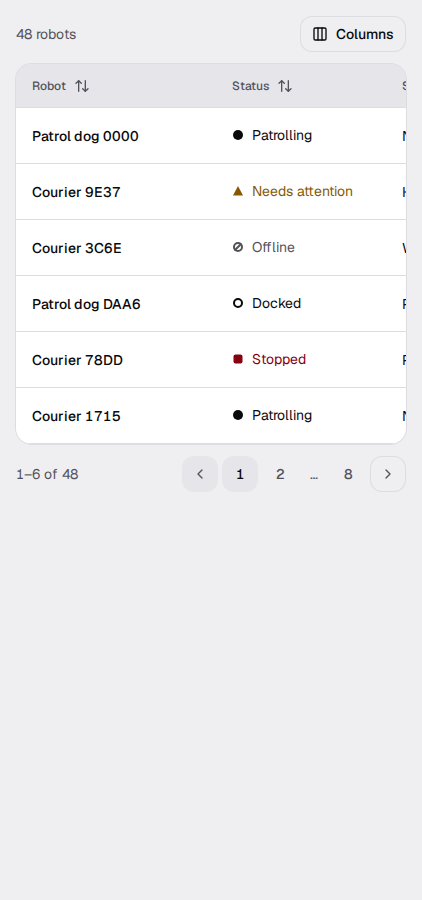 48 robots
Columns
Robot Status
Patrol dog 0000 Patrolling
Courier 9E37 Needs attention
Courier 3C6E Offline
Patrol dog DAA6 Docked
Courier 78DD Stopped
Courier 1715 Patrolling
1–6 of 48
1 2 … 8